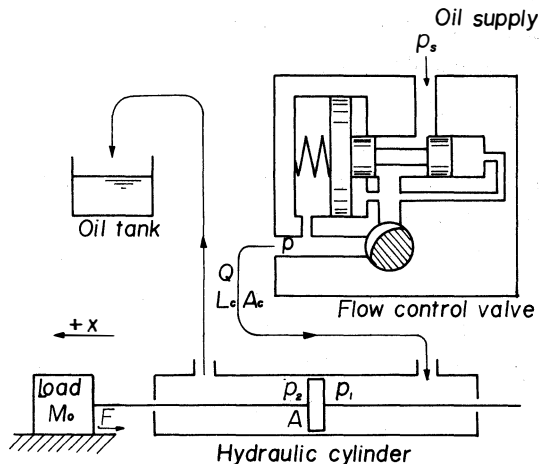 Oil supply
pₛ
Oil tank
p
Q
L꜀ A꜀
Flow control valve
+x
Load
M₀
F
p₂ p₁
A
Hydraulic cylinder